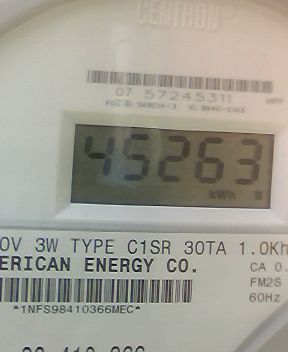 CENTRON
07 57245311 MPP
45263
kWh
0V 3W TYPE C1SR 30TA 1.0Kh
ERICAN ENERGY CO. CA 0.
FM2S
*1NFS98410366MEC* 60Hz